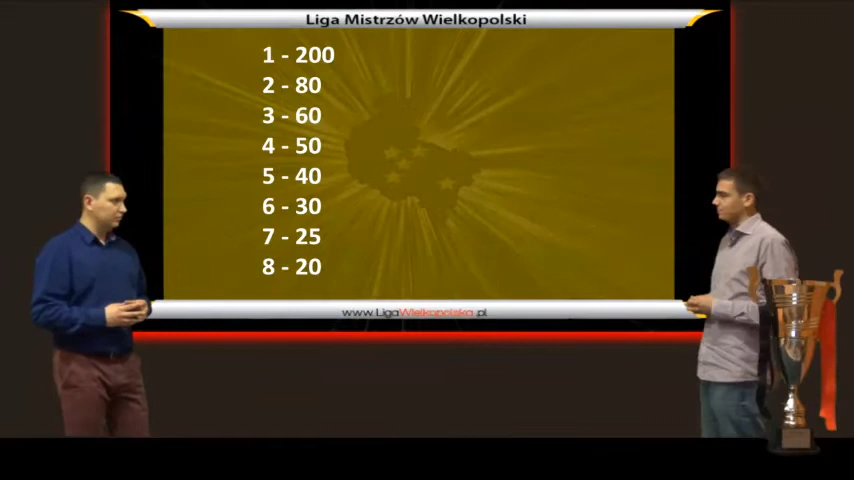 Liga Mistrzów Wielkopolski
1 - 200
2 - 80
3 - 60
4 - 50
5 - 40
6 - 30
7 - 25
8 - 20
www.LigaWielkopolska.pl